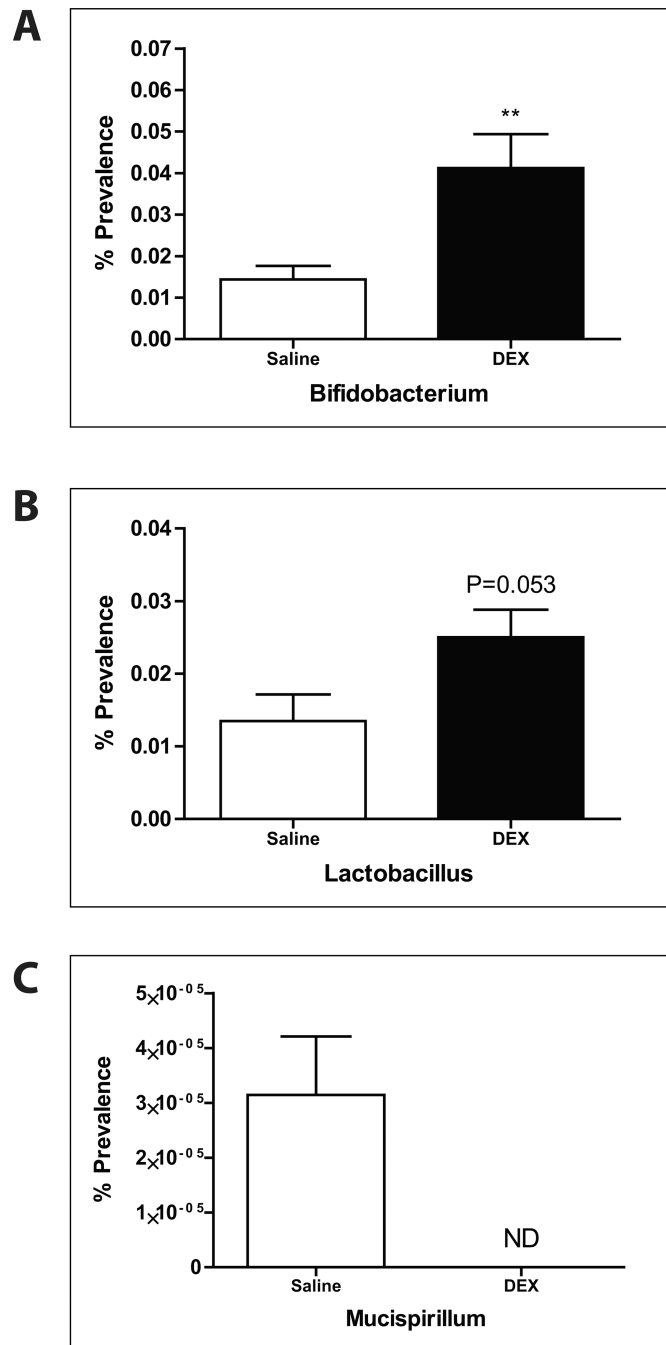 A
0.07
0.06
**
0.05
0.04
0.03
0.02
0.01
0.00
% Prevalence
Saline
DEX
Bifidobacterium
B
0.04
P=0.053
0.03
0.02
0.01
0.00
% Prevalence
Saline
DEX
Lactobacillus
C
5×10-05
4×10-05
3×10-05
2×10-05
1×10-05
0
% Prevalence
ND
Saline
DEX
Mucispirillum